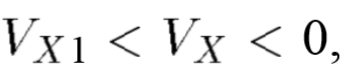 V_{X1} < V_X < 0,